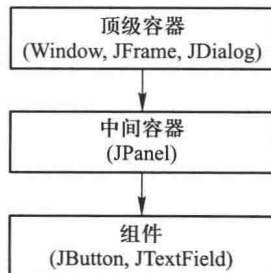 顶级容器
(Window, JFrame, JDialog)
中间容器
(JPanel)
组件
(JButton, JTextField)